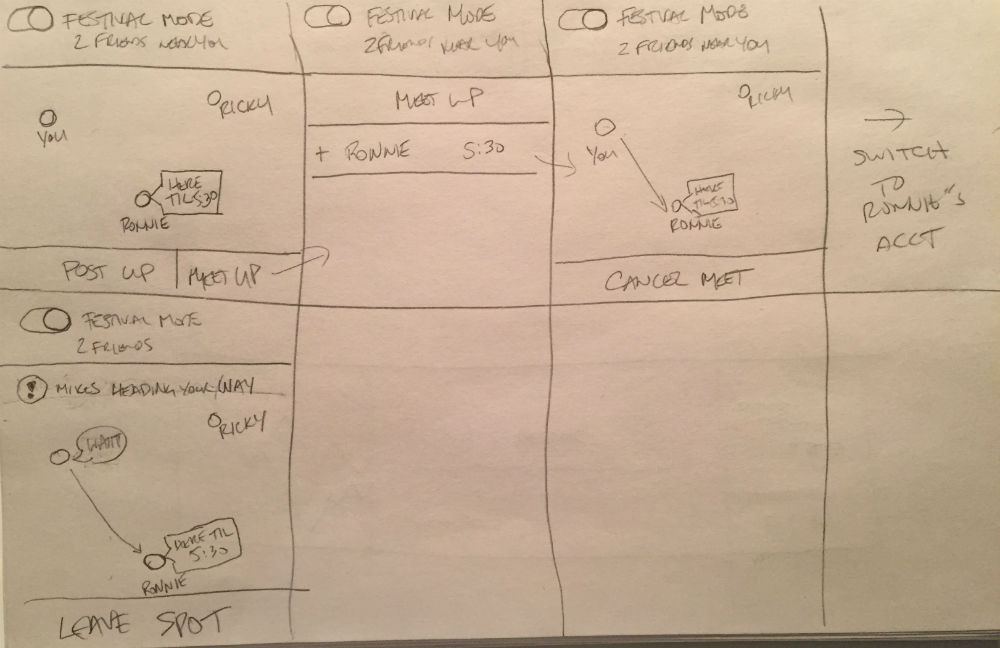 FESTIVAL MODE
2 FRIENDS NEAR YOU
RICKY
YOU
HERE
TIL 5:30
RONNIE
POST UP
MEET UP
FESTIVAL MODE
2 FRIENDS NEAR YOU
MEET UP
+ RONNIE 5:30
FESTIVAL MODE
2 FRIENDS NEAR YOU
RICKY
YOU
HERE
TIL 5:30
RONNIE
CANCEL MEET
SWITCH
TO
RONNIE"S
ACCT
FESTIVAL MODE
2 FRIENDS
! MIKES HEADING YOUR WAY
RICKY
HERE TIL
5:30
RONNIE
LEAVE SPOT